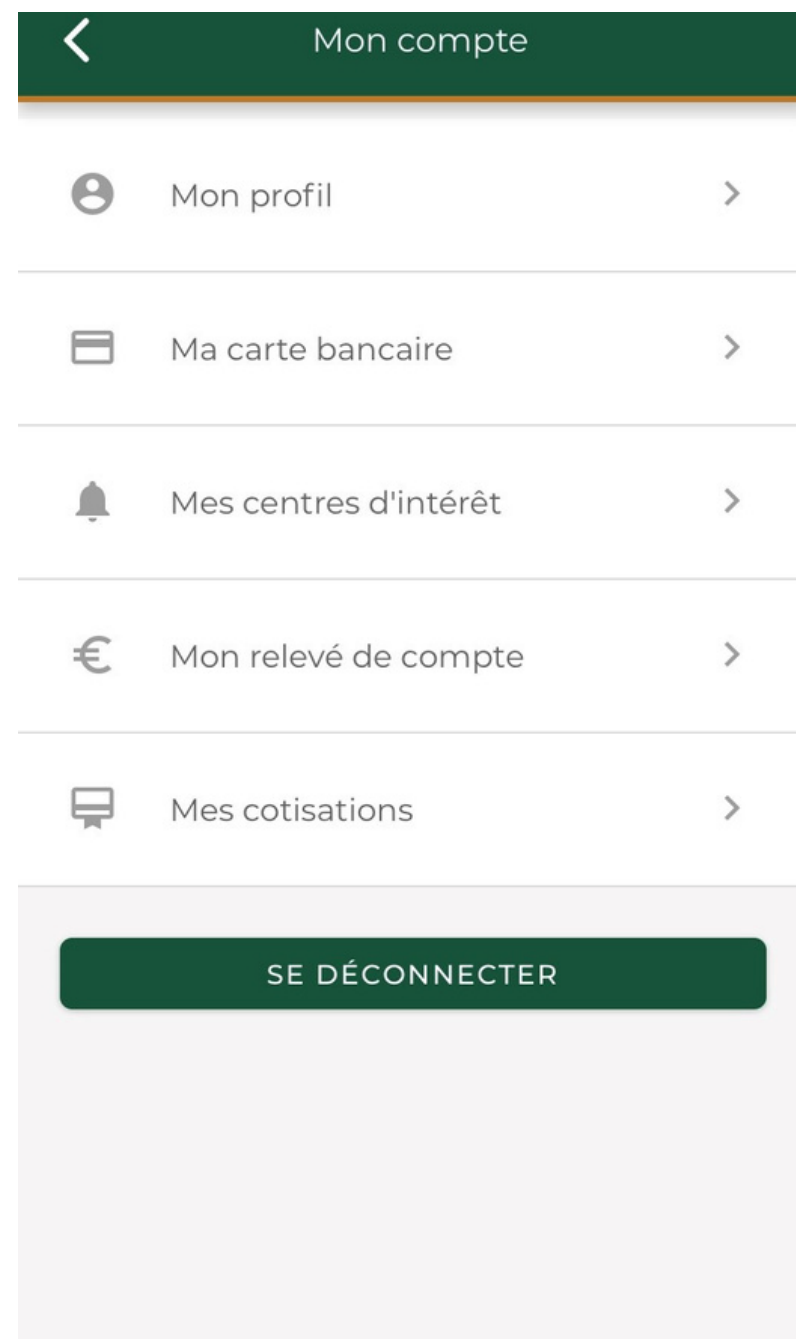 Mon compte
Mon profil
Ma carte bancaire
Mes centres d'intérêt
Mon relevé de compte
Mes cotisations
SE DÉCONNECTER